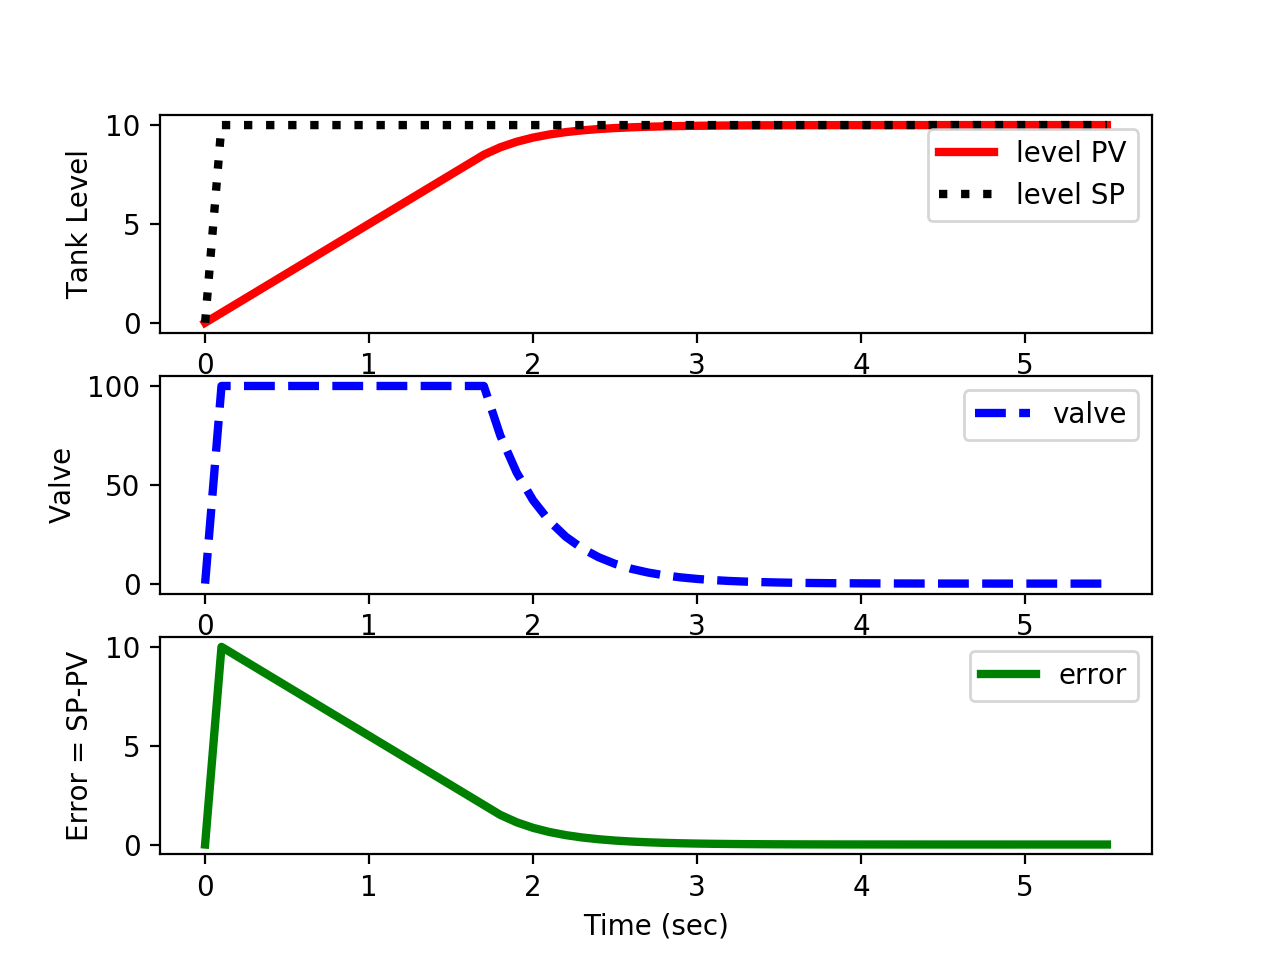 10
5
0
Tank Level
level PV
level SP
0 1 2 3 4 5
100
50
0
Valve
valve
0 1 2 3 4 5
10
5
0
Error = SP-PV
error
0 1 2 3 4 5
Time (sec)